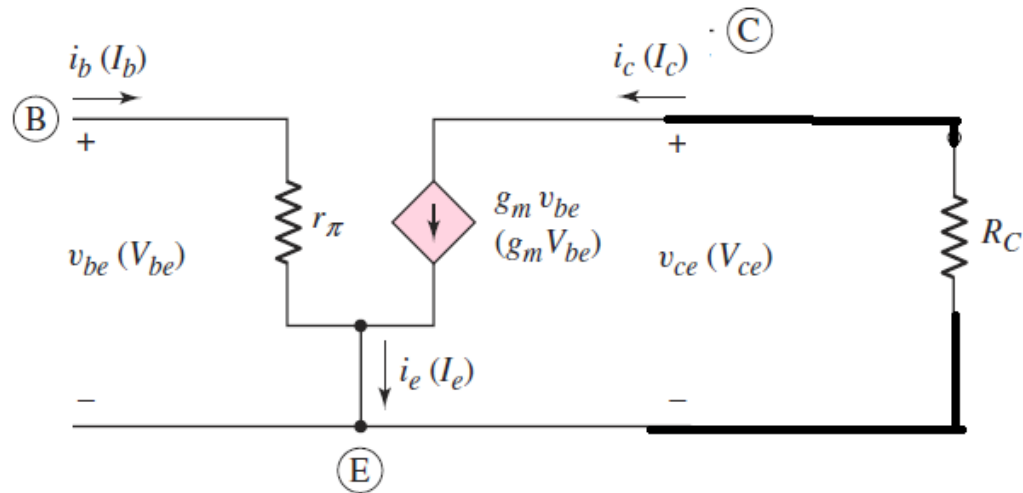 C
i_b (I_b)
i_c (I_c)
B
+
+
r_π
g_m v_be
(g_m V_be)
R_C
v_be (V_be)
v_ce (V_ce)
i_e (I_e)
−
−
E